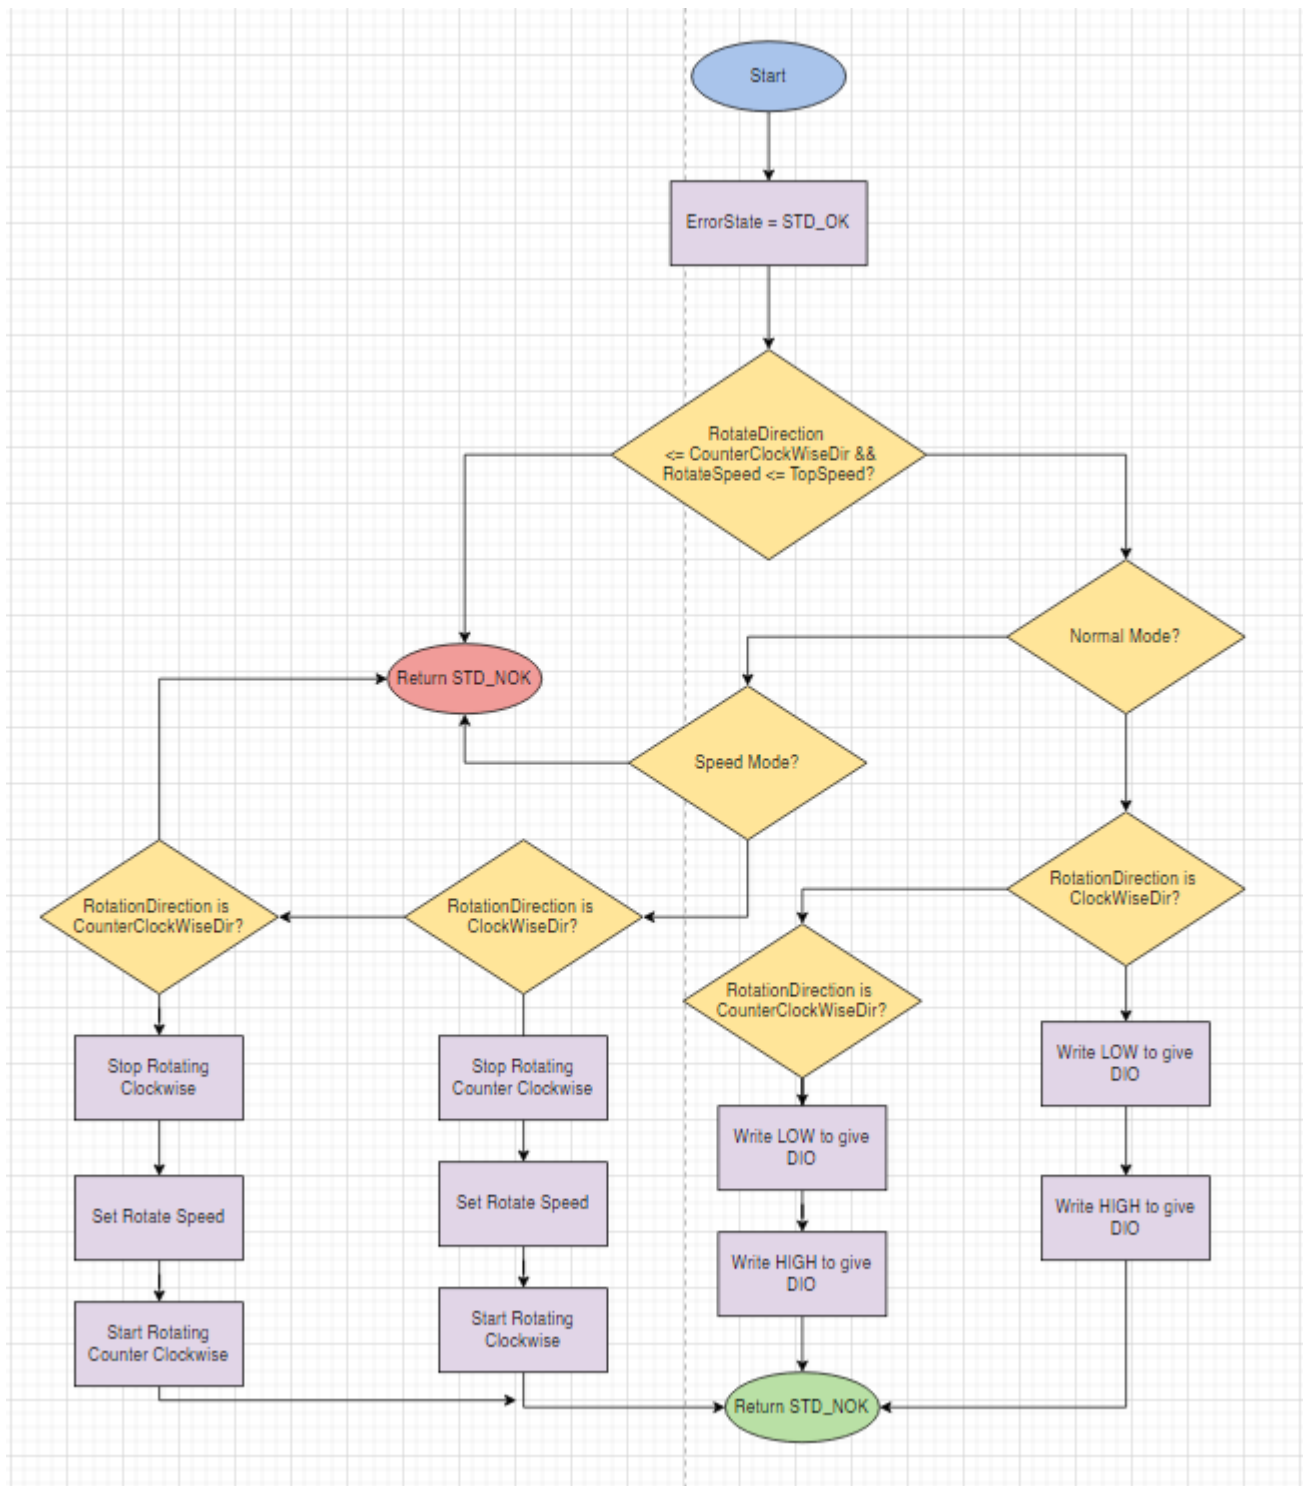 Start
ErrorState = STD_OK
RotateDirection
<= CounterClockWiseDir &&
RotateSpeed <= TopSpeed?
Normal Mode?
Return STD_NOK
Speed Mode?
RotationDirection is
CounterClockWiseDir?
RotationDirection is
ClockWiseDir?
RotationDirection is
ClockWiseDir?
RotationDirection is
CounterClockWiseDir?
Stop Rotating
Clockwise
Stop Rotating
Counter Clockwise
Write LOW to give
DIO
Write LOW to give
DIO
Set Rotate Speed
Set Rotate Speed
Write HIGH to give
DIO
Write HIGH to give
DIO
Start Rotating
Counter Clockwise
Start Rotating
Clockwise
Return STD_NOK